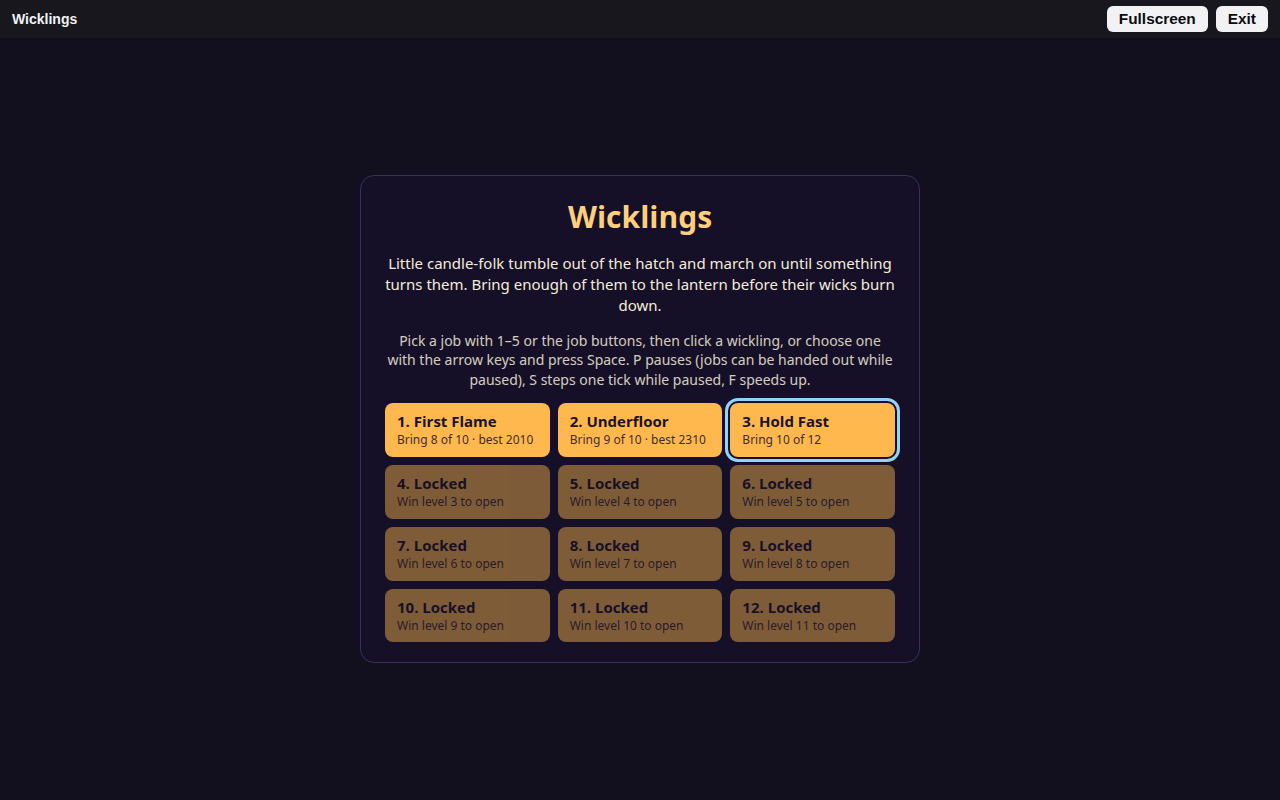 Wicklings
Fullscreen
Exit
Wicklings
Little candle-folk tumble out of the hatch and march on until something
turns them. Bring enough of them to the lantern before their wicks burn
down.
Pick a job with 1–5 or the job buttons, then click a wickling, or choose one
with the arrow keys and press Space. P pauses (jobs can be handed out while
paused), S steps one tick while paused, F speeds up.
1. First Flame
Bring 8 of 10 · best 2010
2. Underfloor
Bring 9 of 10 · best 2310
3. Hold Fast
Bring 10 of 12
4. Locked
Win level 3 to open
5. Locked
Win level 4 to open
6. Locked
Win level 5 to open
7. Locked
Win level 6 to open
8. Locked
Win level 7 to open
9. Locked
Win level 8 to open
10. Locked
Win level 9 to open
11. Locked
Win level 10 to open
12. Locked
Win level 11 to open